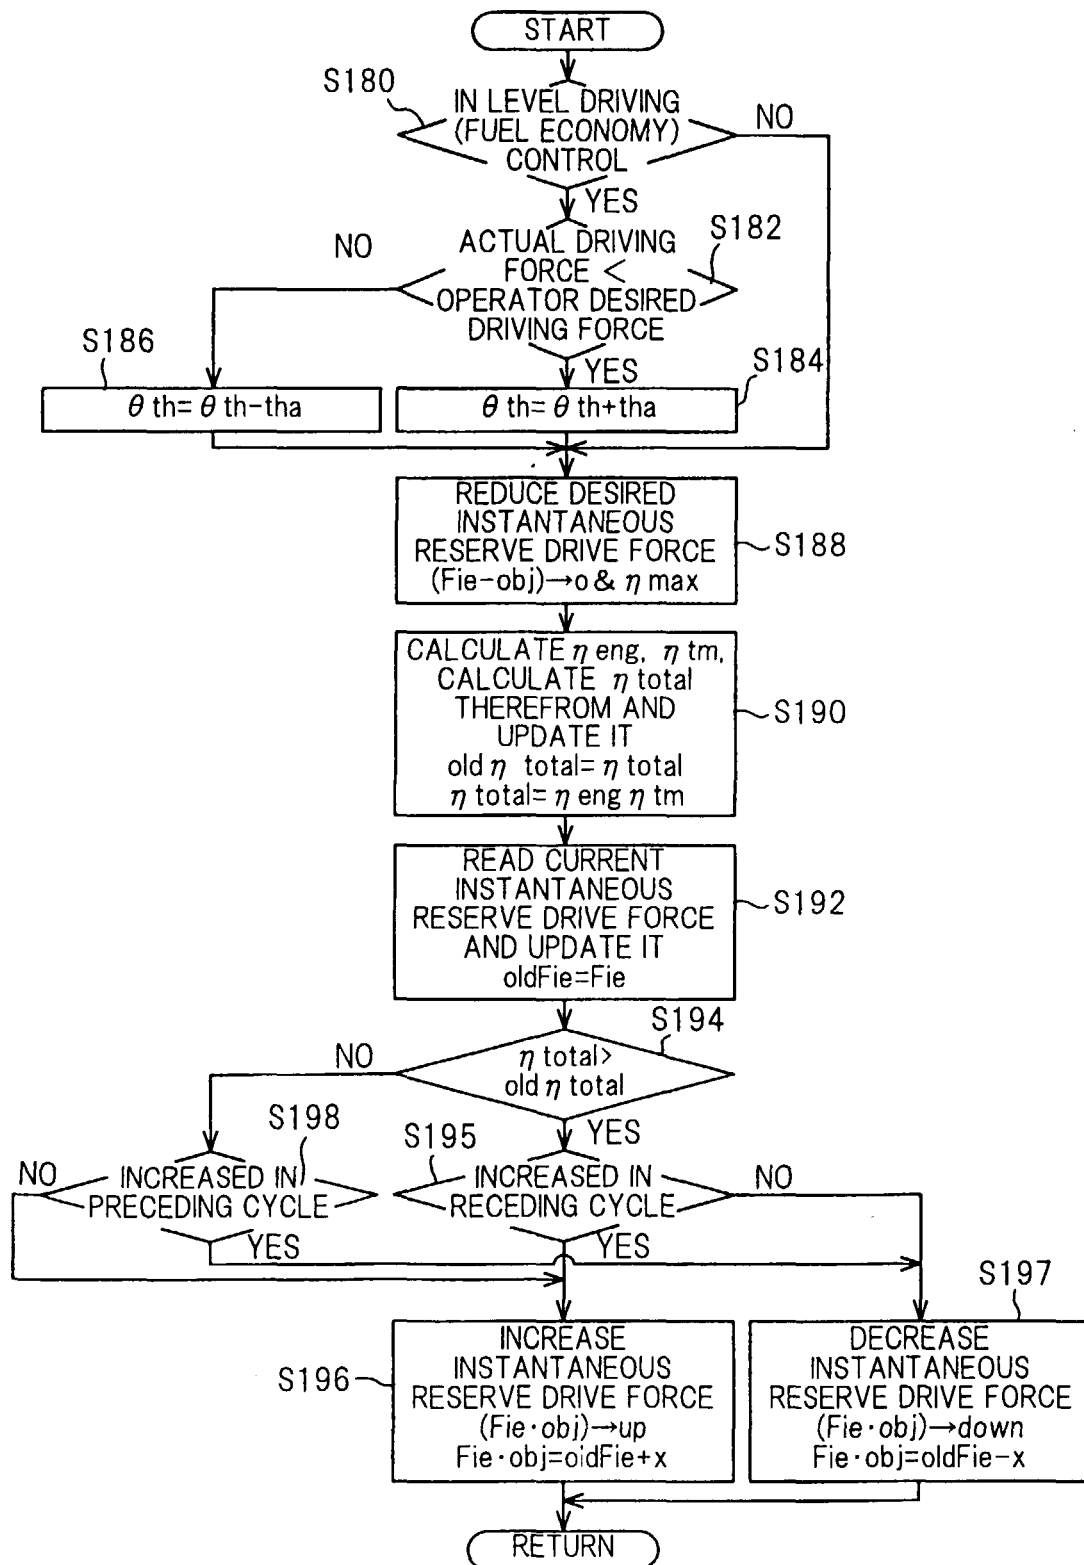 START
S180
IN LEVEL DRIVING
(FUEL ECONOMY)
CONTROL
NO
YES
S182
ACTUAL DRIVING
FORCE <
OPERATOR DESIRED
DRIVING FORCE
NO
YES
S186
θ th= θ th-tha
S184
θ th= θ th+tha
REDUCE DESIRED
INSTANTANEOUS
RESERVE DRIVE FORCE
(Fie-obj)→o & η max
S188
CALCULATE η eng, η tm,
CALCULATE η total
THEREFROM AND
UPDATE IT
old η total= η total
η total= η eng η tm
S190
READ CURRENT
INSTANTANEOUS
RESERVE DRIVE FORCE
AND UPDATE IT
oldFie=Fie
S192
S194
η total>
old η total
NO
YES
S198
NO
INCREASED IN
PRECEDING CYCLE
YES
S195
INCREASED IN
RECEDING CYCLE
NO
YES
S196
INCREASE
INSTANTANEOUS
RESERVE DRIVE FORCE
(Fie·obj)→up
Fie·obj=oldFie+x
S197
DECREASE
INSTANTANEOUS
RESERVE DRIVE FORCE
(Fie·obj)→down
Fie·obj=oldFie-x
RETURN